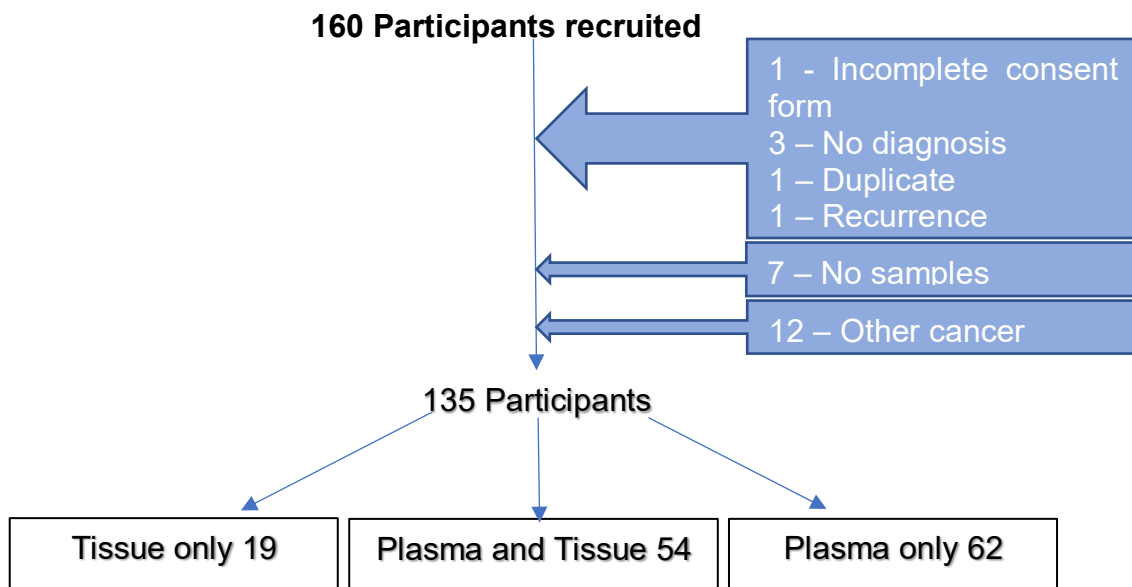 160 Participants recruited
1 - Incomplete consent
form
3 – No diagnosis
1 – Duplicate
1 – Recurrence
7 – No samples
12 – Other cancer
135 Participants
Tissue only 19
Plasma and Tissue 54
Plasma only 62